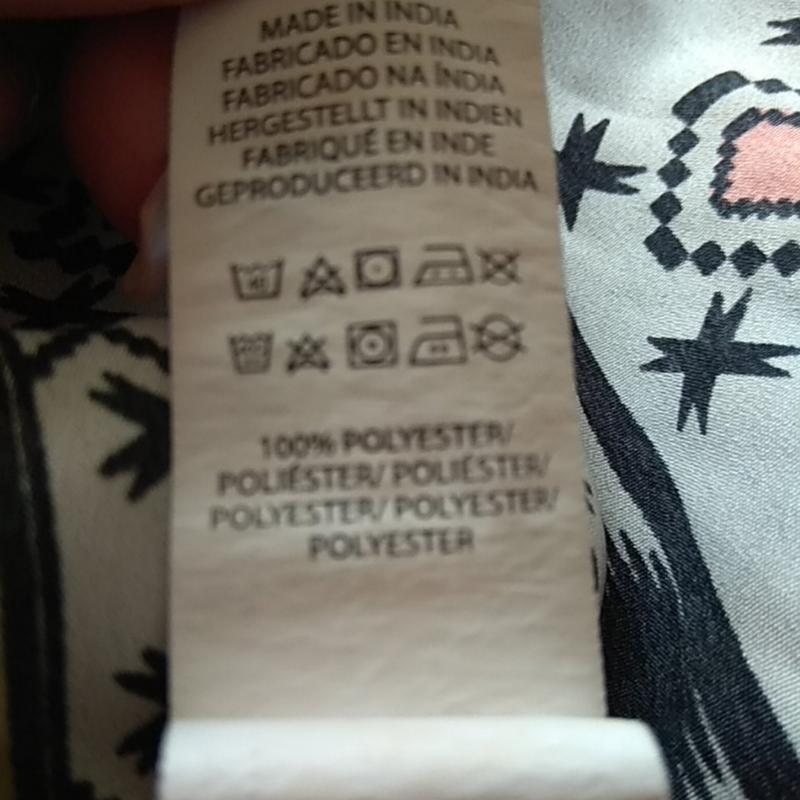 MADE IN INDIA
FABRICADO EN INDIA
FABRICADO NA ÍNDIA
HERGESTELLT IN INDIEN
FABRIQUÉ EN INDE
GEPRODUCEERD IN INDIA
100% POLYESTER/
POLIÉSTER/ POLIÉSTER/
POLYESTER/ POLYESTER/
POLYESTER